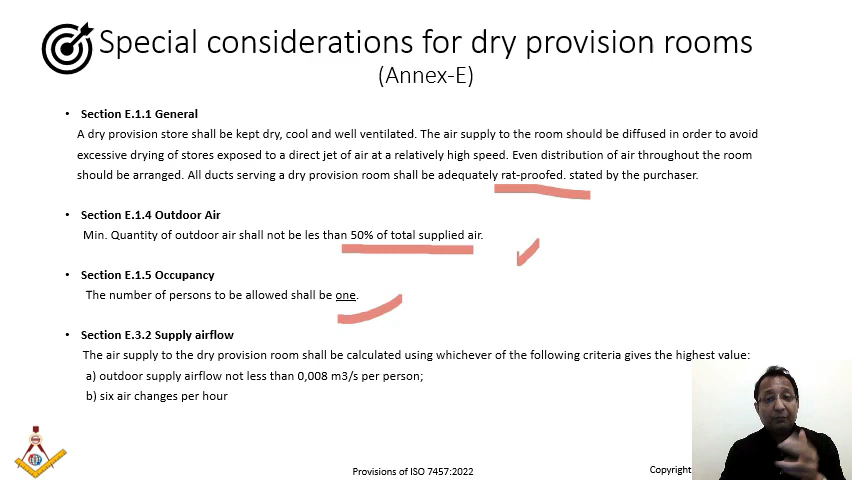 Special considerations for dry provision rooms
(Annex-E)
• Section E.1.1 General
A dry provision store shall be kept dry, cool and well ventilated. The air supply to the room should be diffused in order to avoid
excessive drying of stores exposed to a direct jet of air at a relatively high speed. Even distribution of air throughout the room
should be arranged. All ducts serving a dry provision room shall be adequately rat-proofed. stated by the purchaser.
• Section E.1.4 Outdoor Air
Min. Quantity of outdoor air shall not be les than 50% of total supplied air.
• Section E.1.5 Occupancy
The number of persons to be allowed shall be one.
• Section E.3.2 Supply airflow
The air supply to the dry provision room shall be calculated using whichever of the following criteria gives the highest value:
a) outdoor supply airflow not less than 0,008 m3/s per person;
b) six air changes per hour
Provisions of ISO 7457:2022
Copyright